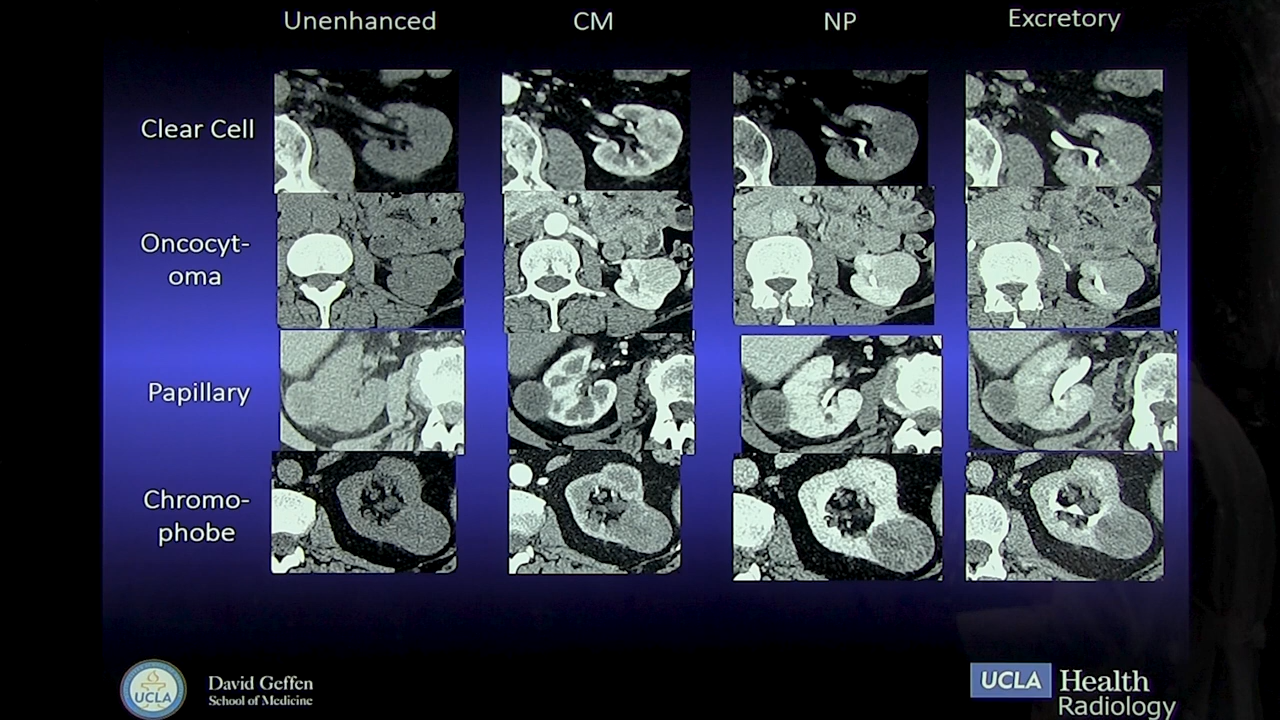 Unenhanced
CM
NP
Excretory
Clear Cell
Oncocyt-
oma
Papillary
Chromo-
phobe
UCLA
David Geffen
School of Medicine
UCLA Health
Radiology